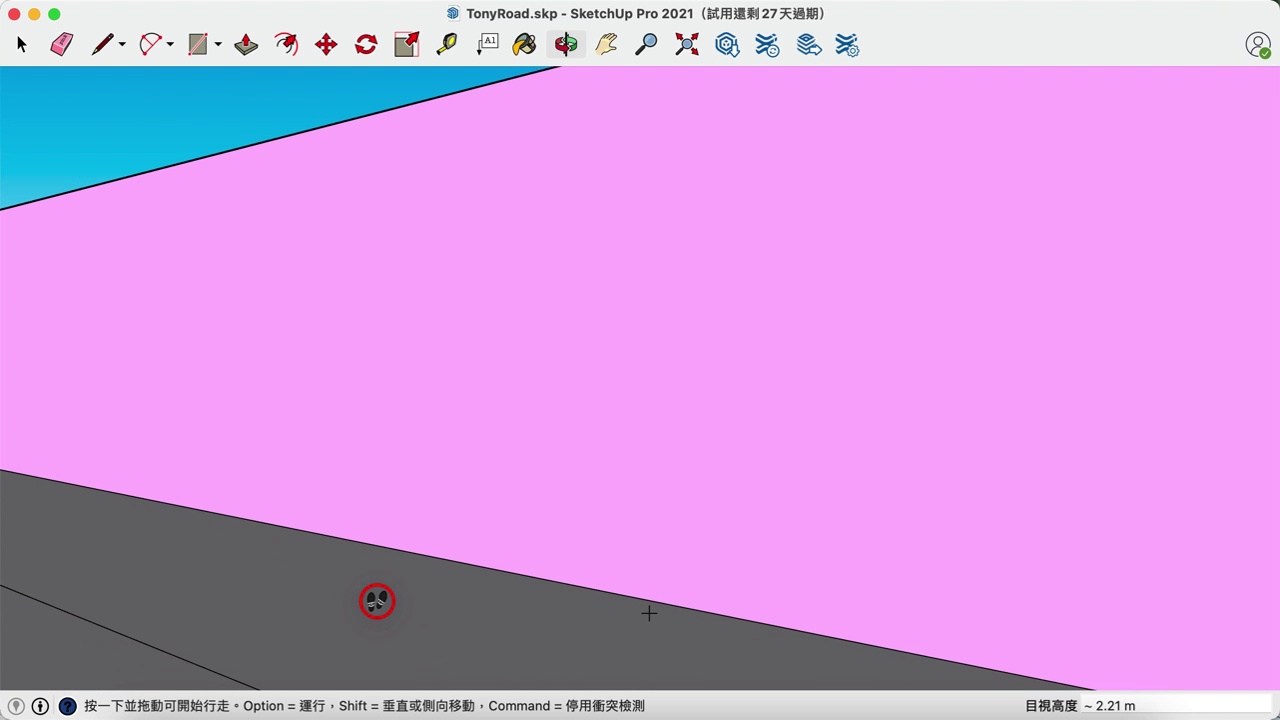 TonyRoad.skp - SketchUp Pro 2021（試用還剩 27 天過期）
A1
按一下並拖動可開始行走。Option = 運行，Shift = 垂直或側向移動，Command = 停用衝突檢測
目視高度 ~ 2.21 m